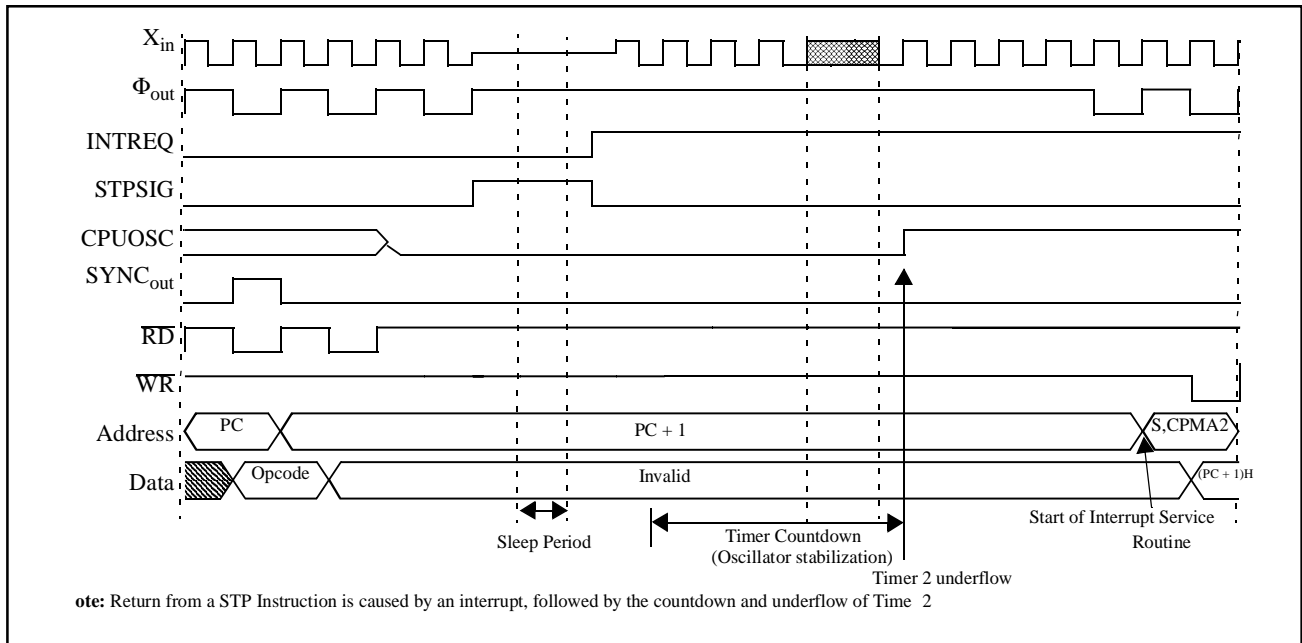 Xin
Φout
INTREQ
STPSIG
CPUOSC
SYNCout
RD
WR
Address PC PC + 1 S,CPMA2
Data Opcode Invalid (PC + 1)H
Sleep Period
Timer Countdown
(Oscillator stabilization)
Start of Interrupt Service
Routine
Timer 2 underflow
ote: Return from a STP Instruction is caused by an interrupt, followed by the countdown and underflow of Time 2